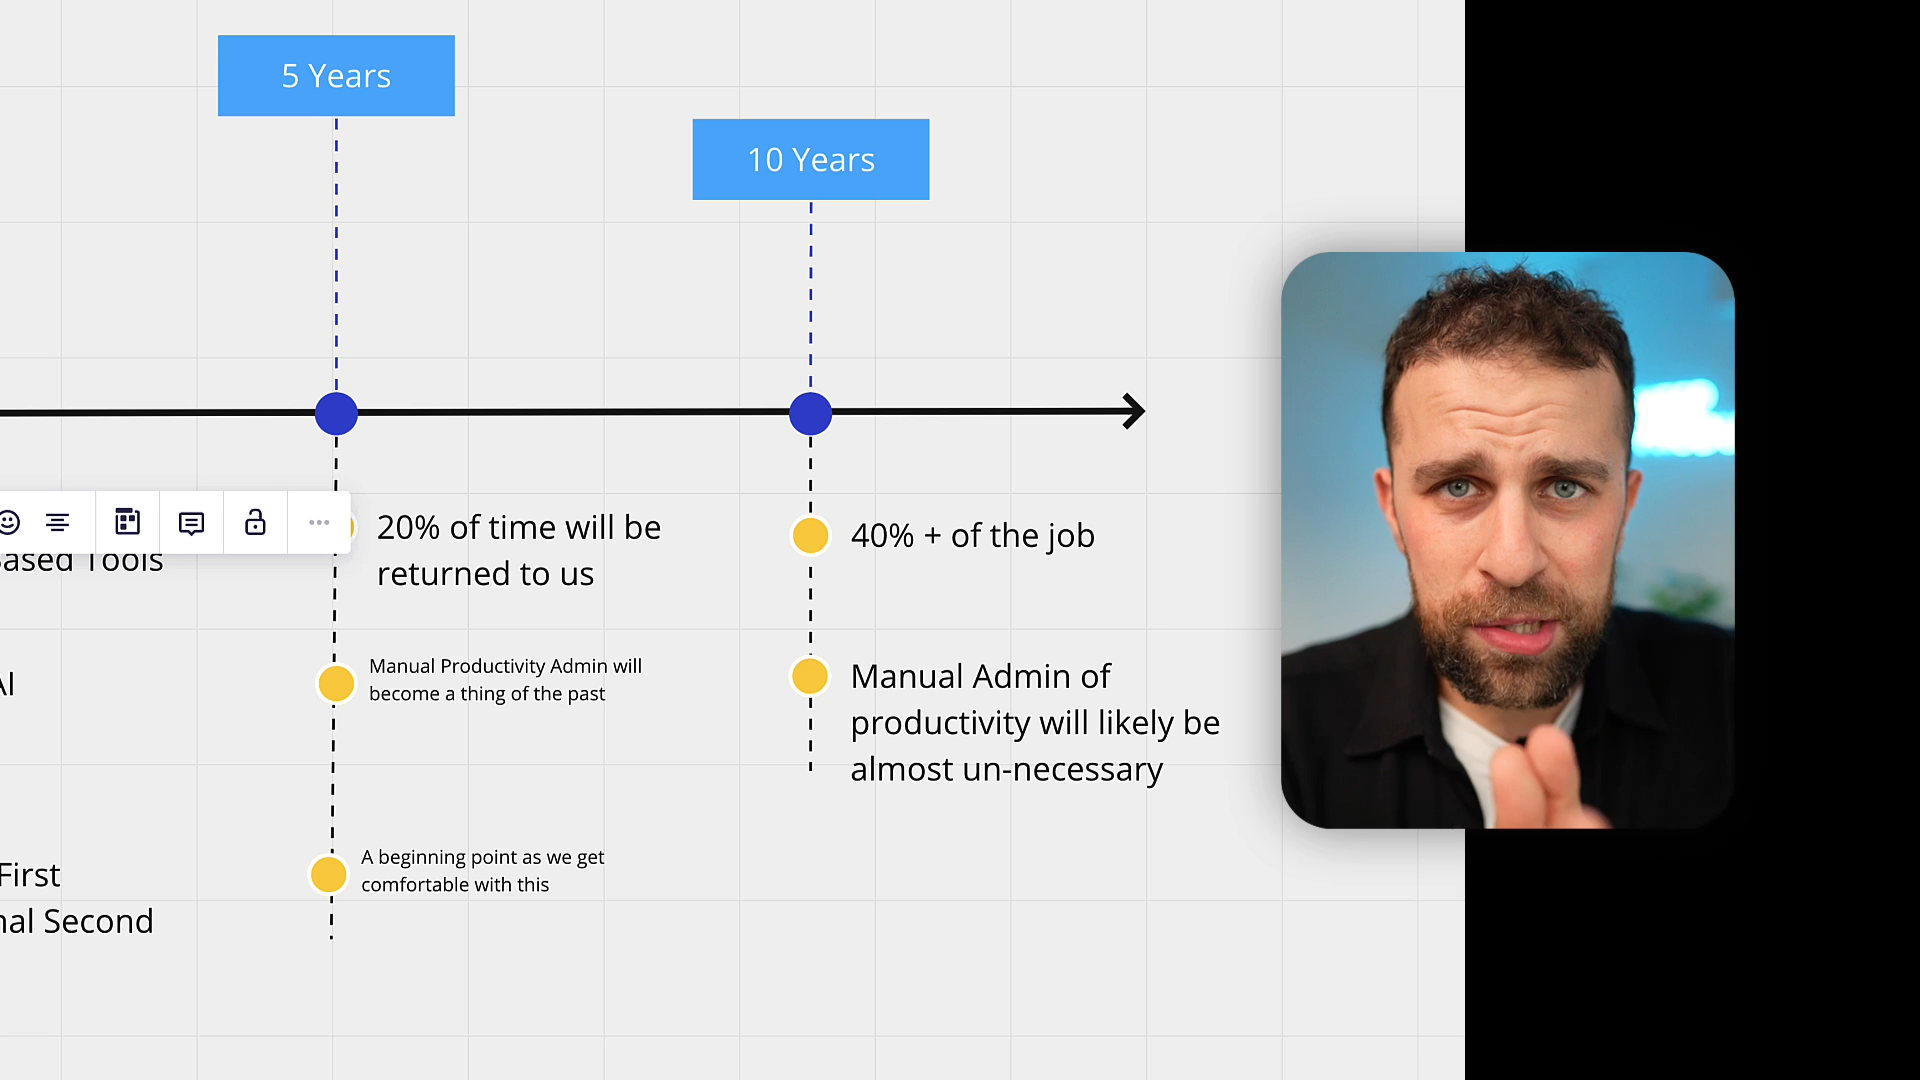 5 Years
10 Years
20% of time will be
returned to us
40% + of the job
Tools
AI
Manual Productivity Admin will
become a thing of the past
Manual Admin of
productivity will likely be
almost un-necessary
A beginning point as we get
comfortable with this
First
Second